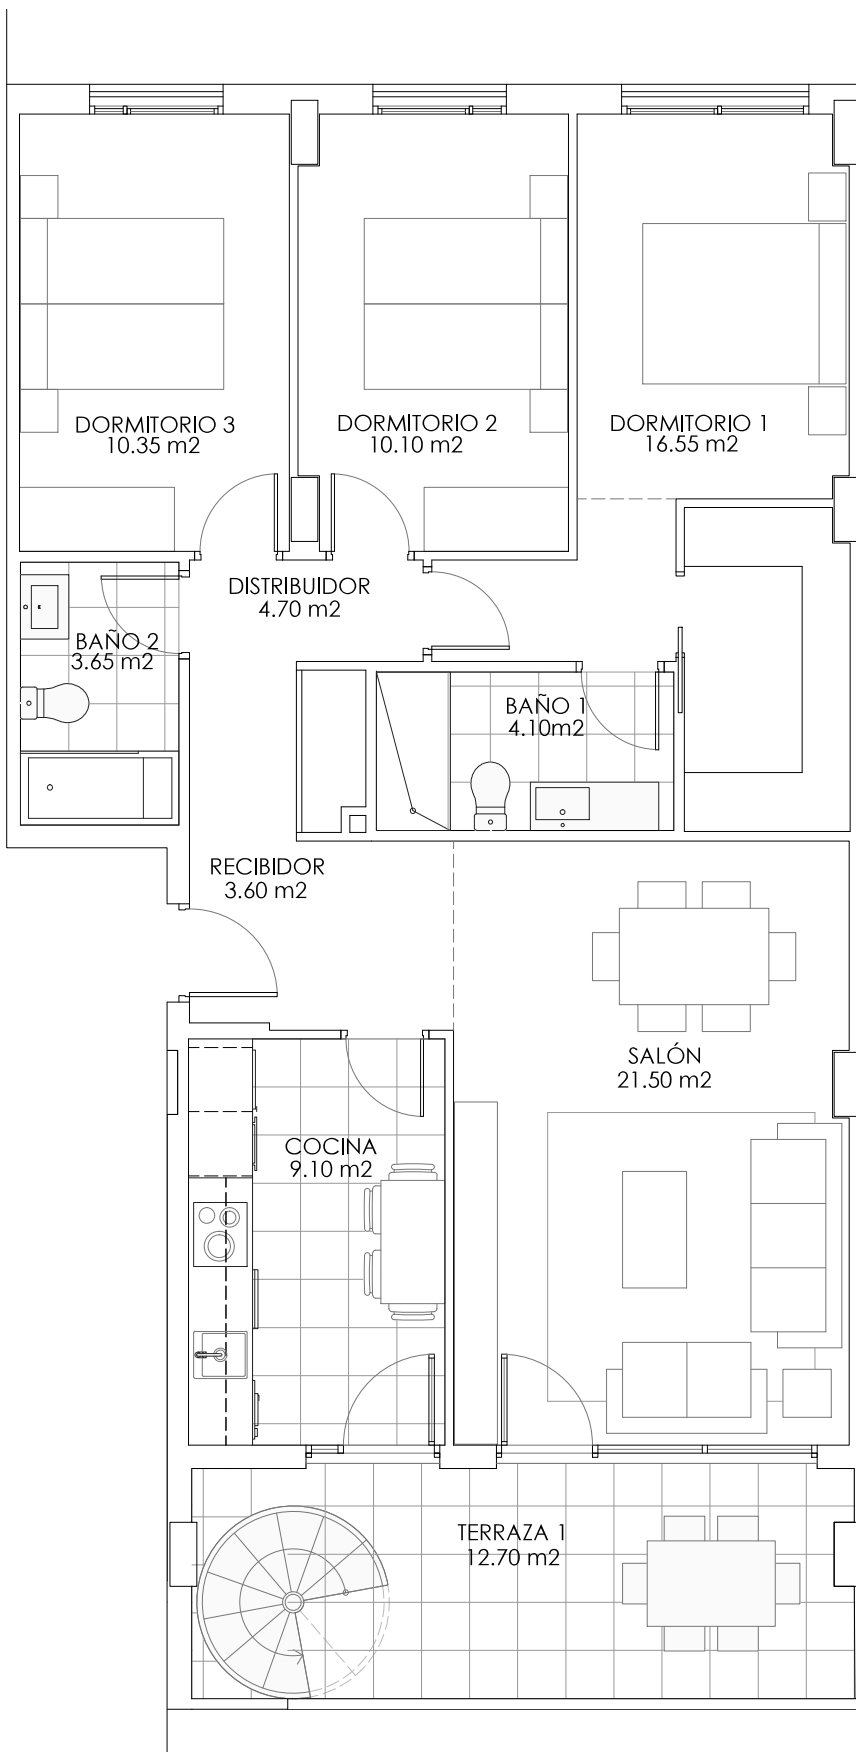 DORMITORIO 3
10.35 m2
DORMITORIO 2
10.10 m2
DORMITORIO 1
16.55 m2
DISTRIBUIDOR
4.70 m2
BAÑO 2
3.65 m2
BAÑO 1
4.10m2
RECIBIDOR
3.60 m2
SALÓN
21.50 m2
COCINA
9.10 m2
TERRAZA 1
12.70 m2